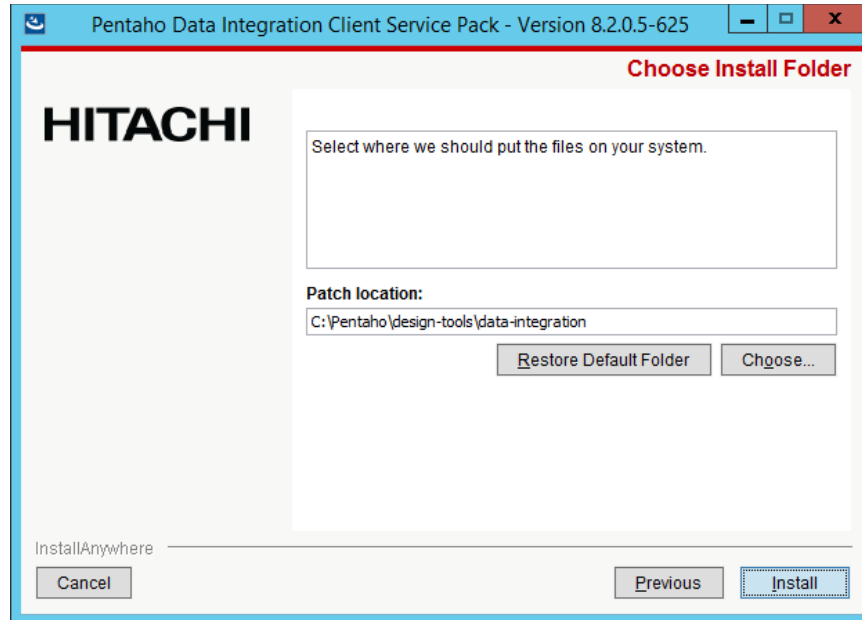 Pentaho Data Integration Client Service Pack - Version 8.2.0.5-625
Choose Install Folder
HITACHI
Select where we should put the files on your system.
Patch location:
C:\Pentaho\design-tools\data-integration
Restore Default Folder
Choose...
InstallAnywhere
Cancel
Previous
Install